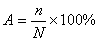 A = n/N × 100%